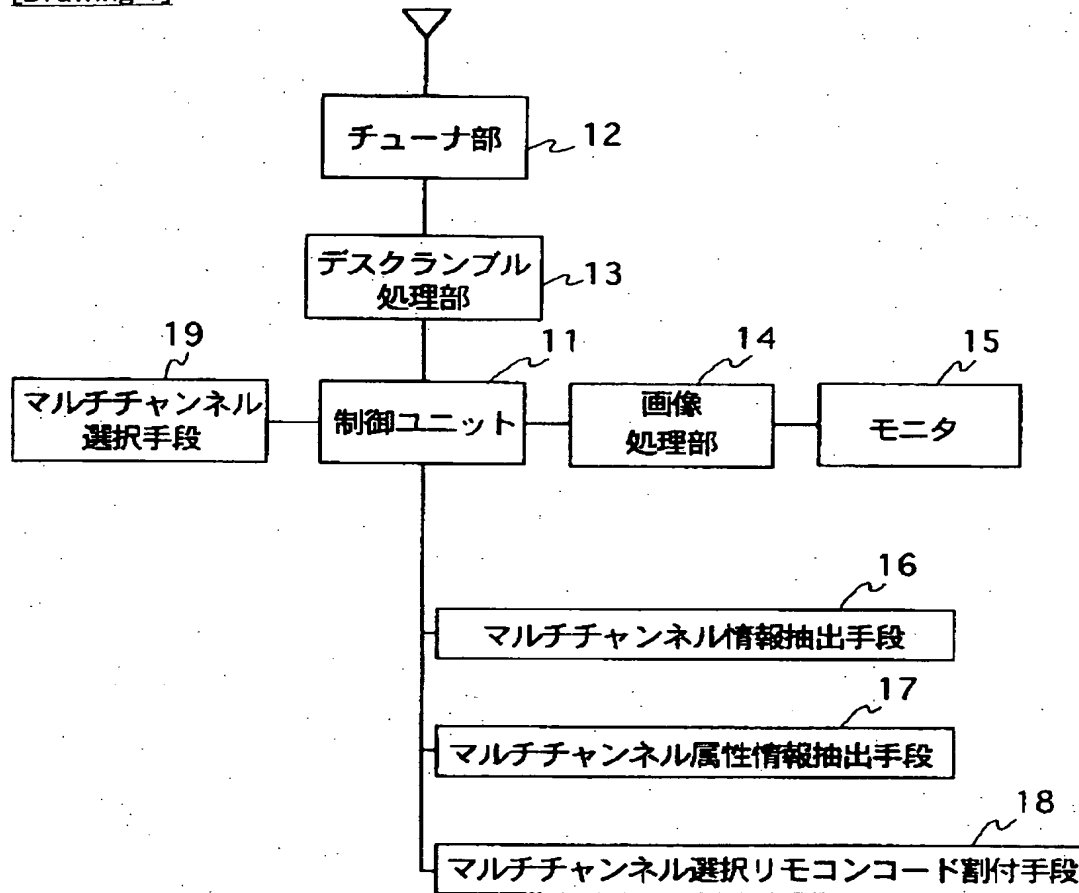 チューナ部
12
デスクランブル
処理部
13
19
11
14
15
マルチチャンネル
選択手段
制御ユニット
画像
処理部
モニタ
16
マルチチャンネル情報抽出手段
17
マルチチャンネル属性情報抽出手段
18
マルチチャンネル選択リモコンコード割付手段